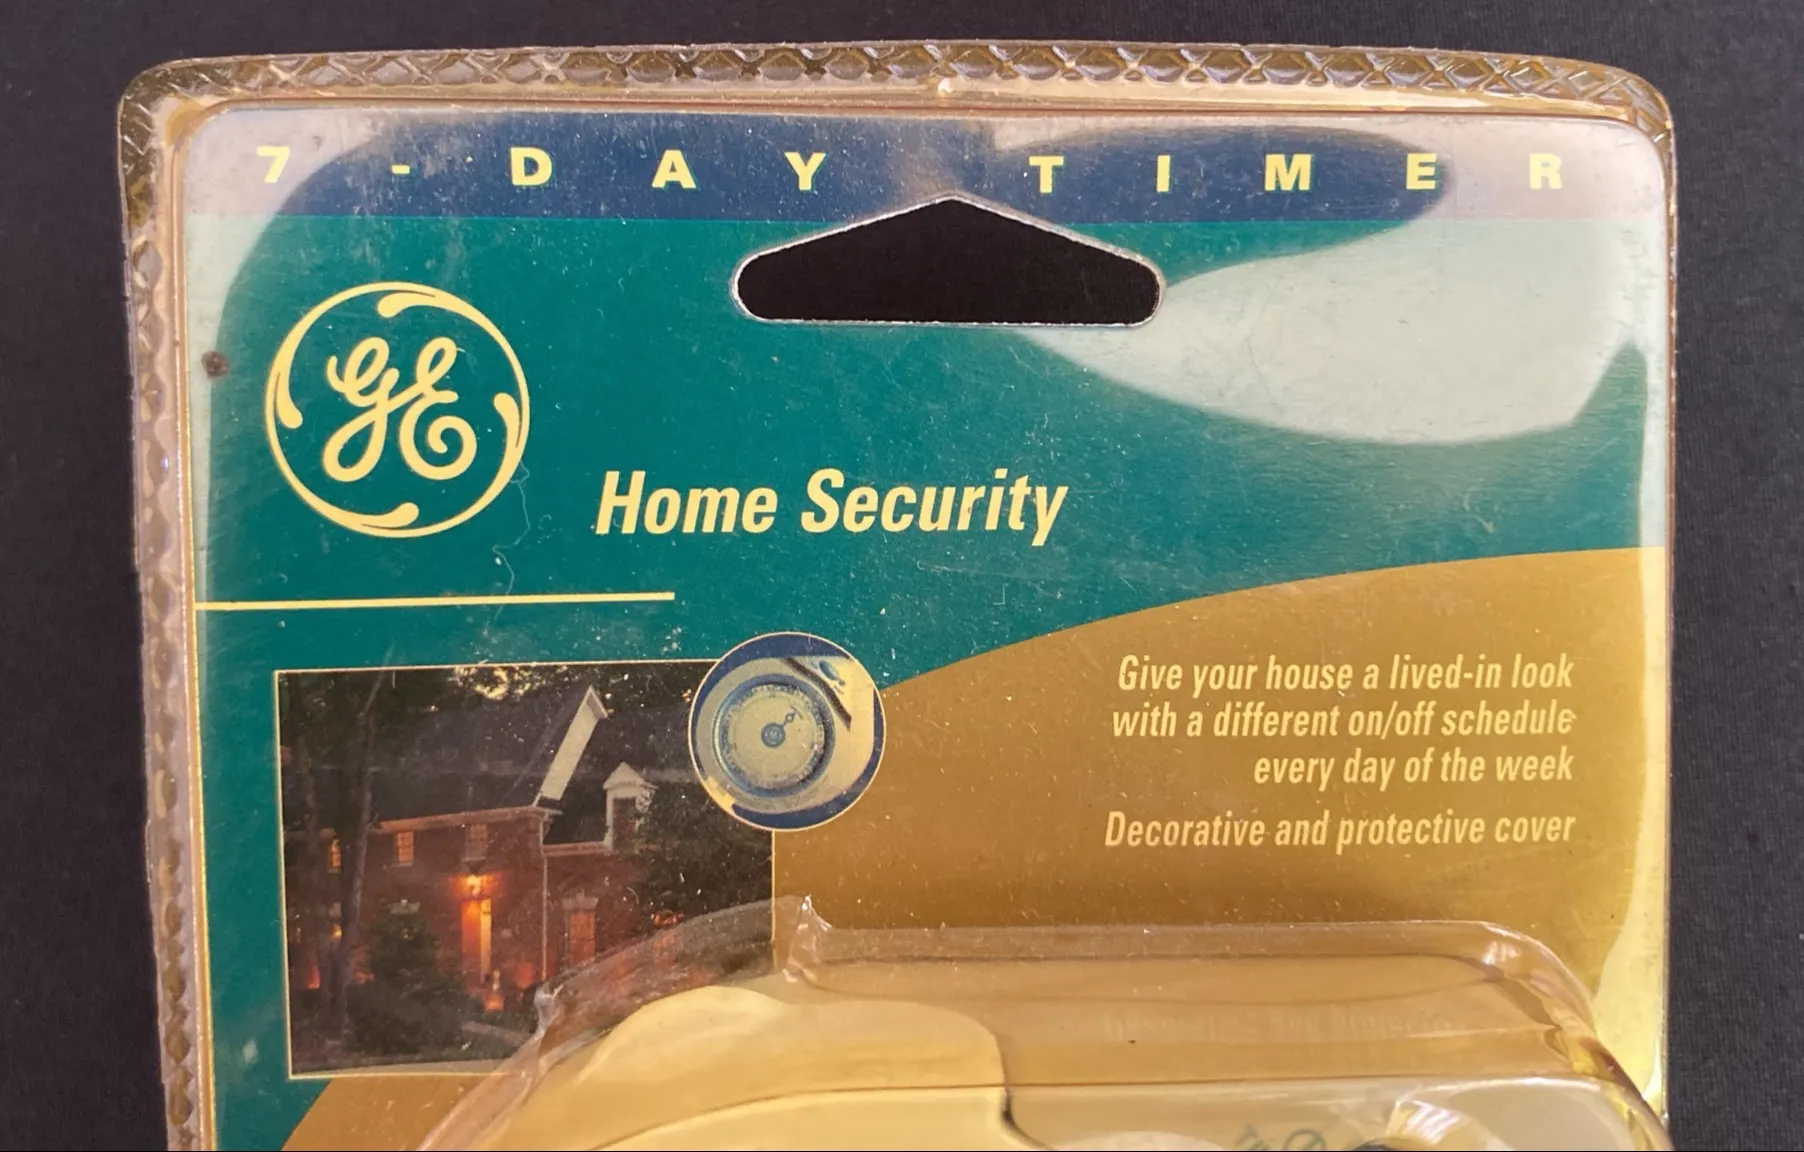 7-DAY TIMER
GE
Home Security
Give your house a lived-in look
with a different on/off schedule
every day of the week
Decorative and protective cover